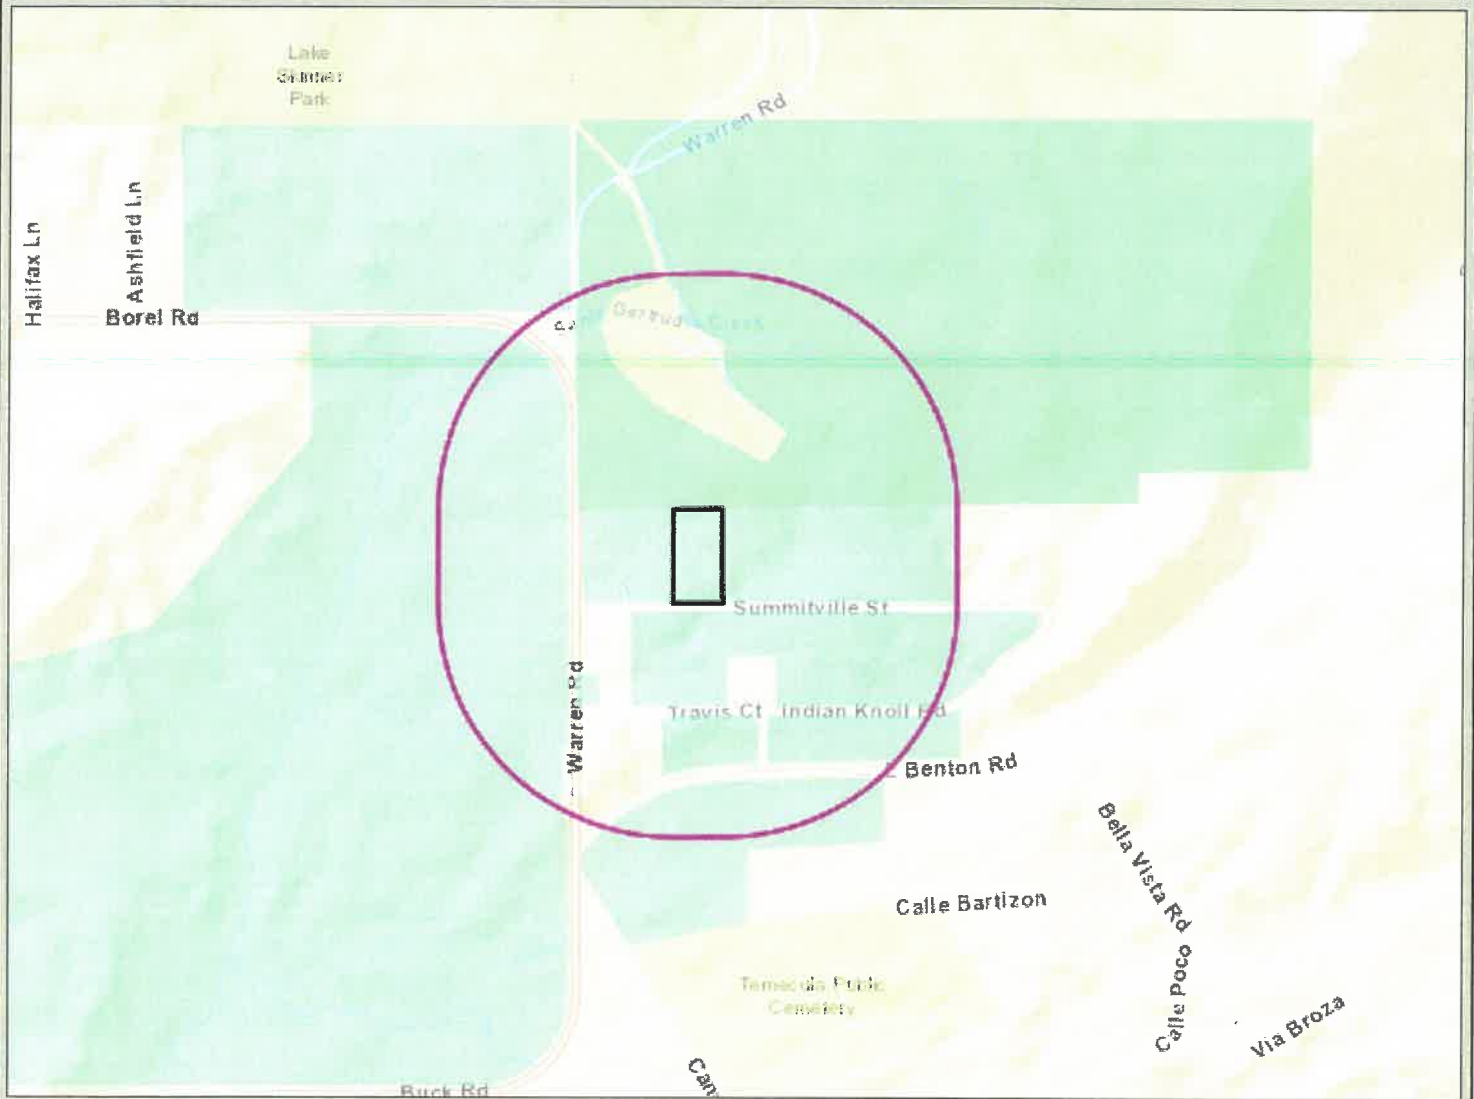 Lake
Park
Warren Rd
Halifax Ln
Ashfield Ln
Borel Rd
Creek
Summitville St
Warren Rd
Travis Ct
Indian Knoll Rd
Benton Rd
Bella Vista Rd
Calle Bartizon
Temecula Public
Cemetery
Calle Poco
Via Broza
Buck Rd